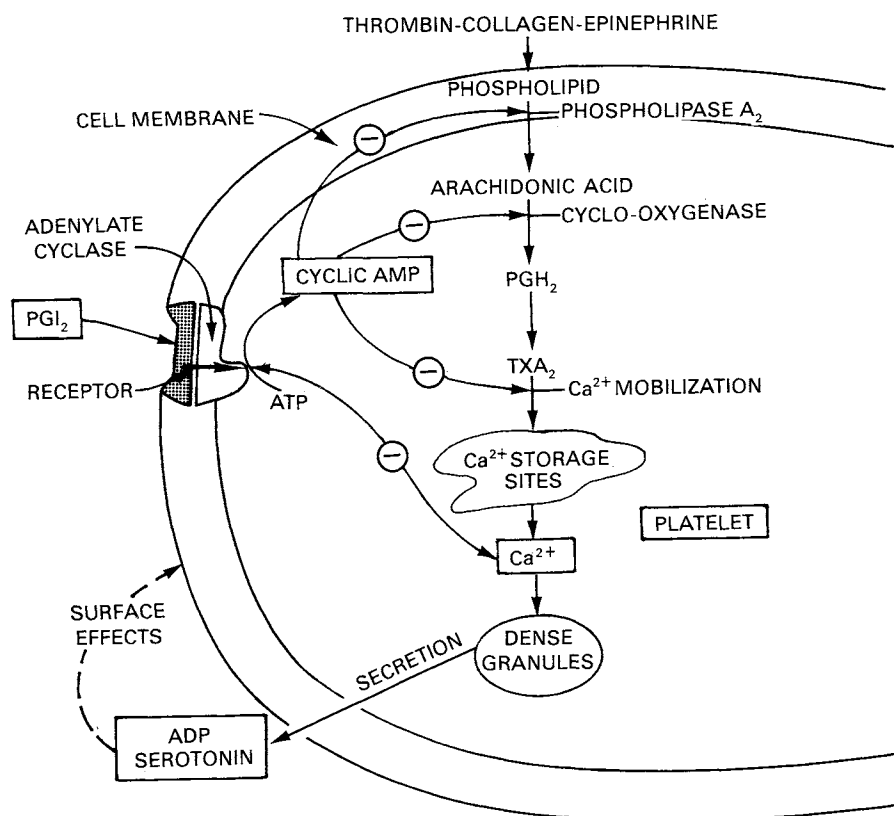 THROMBIN-COLLAGEN-EPINEPHRINE
PHOSPHOLIPID
PHOSPHOLIPASE A₂
CELL MEMBRANE
ARACHIDONIC ACID
CYCLO-OXYGENASE
ADENYLATE
CYCLASE
CYCLIC AMP
PGH₂
PGI₂
TXA₂
RECEPTOR
ATP
Ca²⁺ MOBILIZATION
Ca²⁺ STORAGE
SITES
PLATELET
Ca²⁺
SURFACE
EFFECTS
DENSE
GRANULES
SECRETION
ADP
SEROTONIN